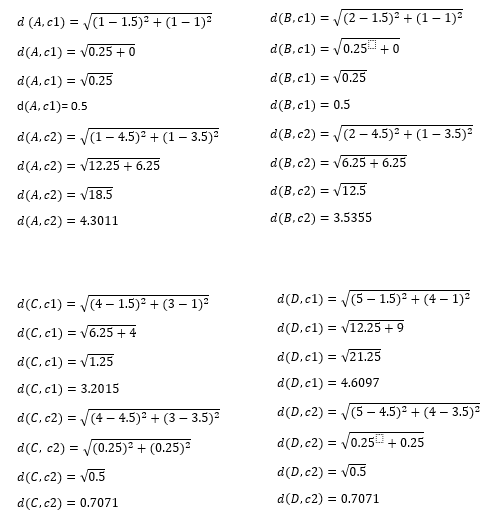 d (A,c1) = √(1 − 1.5)² + (1 − 1)²
d(A,c1) = √0.25 + 0
d(A,c1) = √0.25
d(A,c1)= 0.5
d(A,c2) = √(1 − 4.5)² + (1 − 3.5)²
d(A,c2) = √12.25 + 6.25
d(A,c2) = √18.5
d(A,c2) = 4.3011
d(B,c1) = √(2 − 1.5)² + (1 − 1)²
d(B,c1) = √0.25⬚ + 0
d(B,c1) = √0.25
d(B,c1) = 0.5
d(B,c2) = √(2 − 4.5)² + (1 − 3.5)²
d(B,c2) = √6.25 + 6.25
d(B,c2) = √12.5
d(B,c2) = 3.5355
d(C,c1) = √(4 − 1.5)² + (3 − 1)²
d(C,c1) = √6.25 + 4
d(C,c1) = √1.25
d(C,c1) = 3.2015
d(C,c2) = √(4 − 4.5)² + (3 − 3.5)²
d(C, c2) = √(0.25)² + (0.25)²
d(C,c2) = √0.5
d(C,c2) = 0.7071
d(D,c1) = √(5 − 1.5)² + (4 − 1)²
d(D,c1) = √12.25 + 9
d(D,c1) = √21.25
d(D,c1) = 4.6097
d(D,c2) = √(5 − 4.5)² + (4 − 3.5)²
d(D,c2) = √0.25⬚ + 0.25
d(D,c2) = √0.5
d(D,c2) = 0.7071